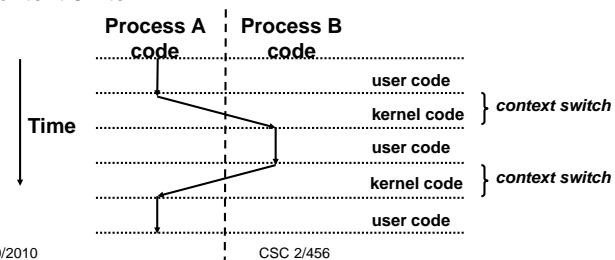 Process A Process B
code code
user code
kernel code } context switch
Time
user code
kernel code } context switch
user code
/2010 CSC 2/456